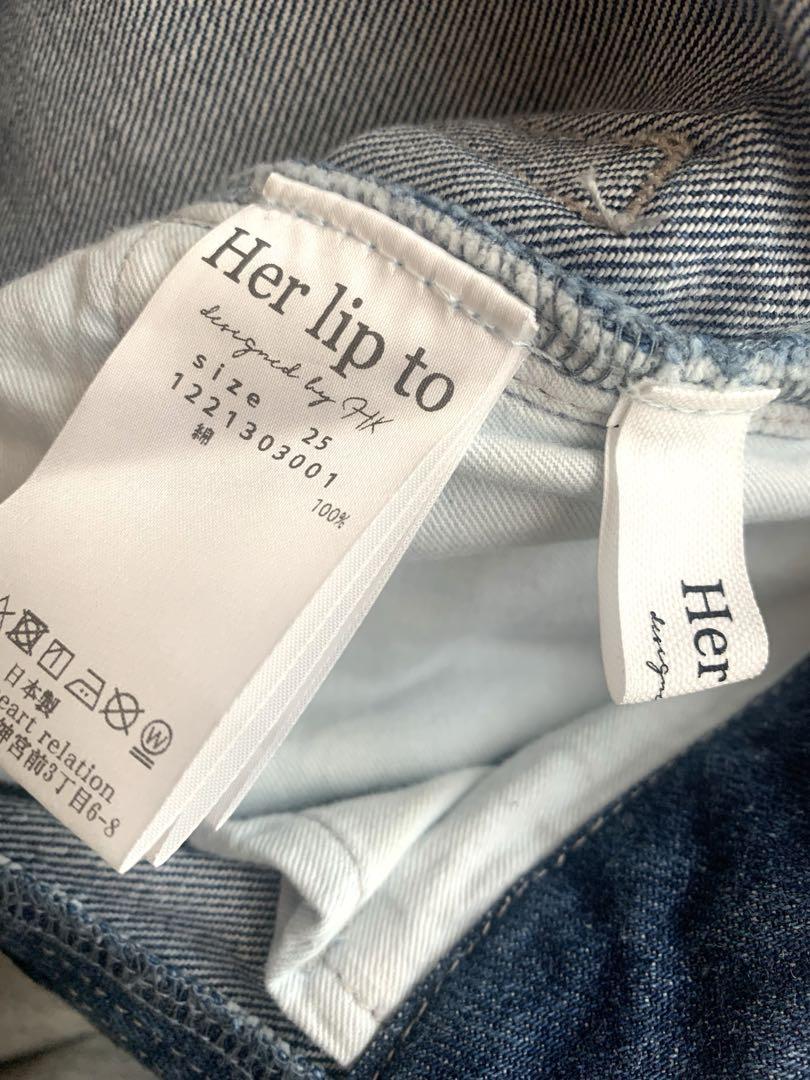 Her lip to
designed by HK
size 25
1221303001
綿 100%
W
日本製
heart relation
神宮前3丁目6-8
Her